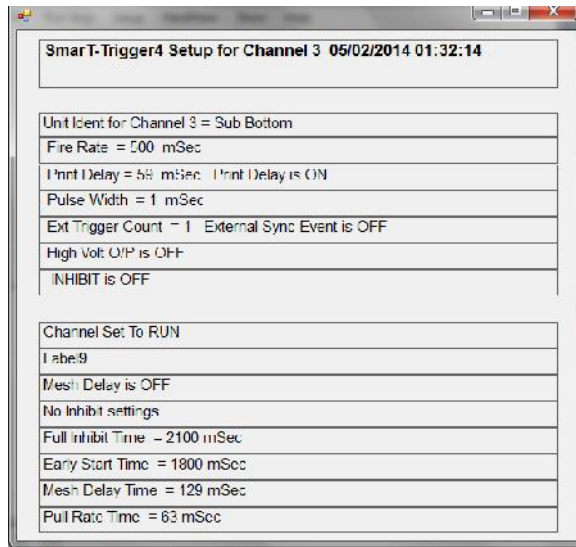 SmarT-Trigger4 Setup for Channel 3 05/02/2014 01:32:14
Unit Ident for Channel 3 = Sub Bottom
Fire Rate = 500 mSec
Print Delay = 59 mSec Print Delay is ON
Pulse Width = 1 mSec
Ext Trigger Count = 1 External Sync Event is OFF
High Volt O/P is OFF
INHIBIT is OFF
Channel Set To RUN
Label9
Mesh Delay is OFF
No Inhibit settings
Full Inhibit Time = 2100 mSec
Early Start Time = 1800 mSec
Mesh Delay Time = 129 mSec
Pull Rate Time = 63 mSec